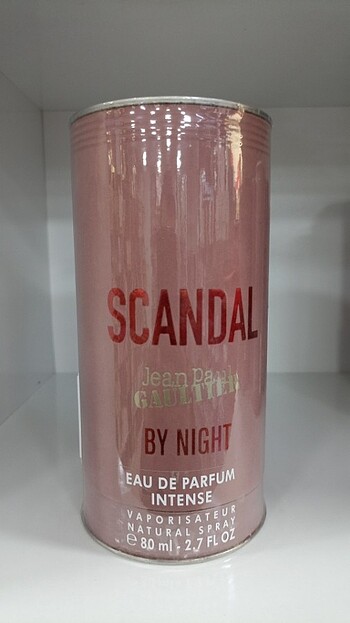 SCANDAL
Jean Paul
GAULTIER
BY NIGHT
EAU DE PARFUM
INTENSE
VAPORISATEUR
NATURAL SPRAY
℮ 80 ml - 2.7 FL OZ